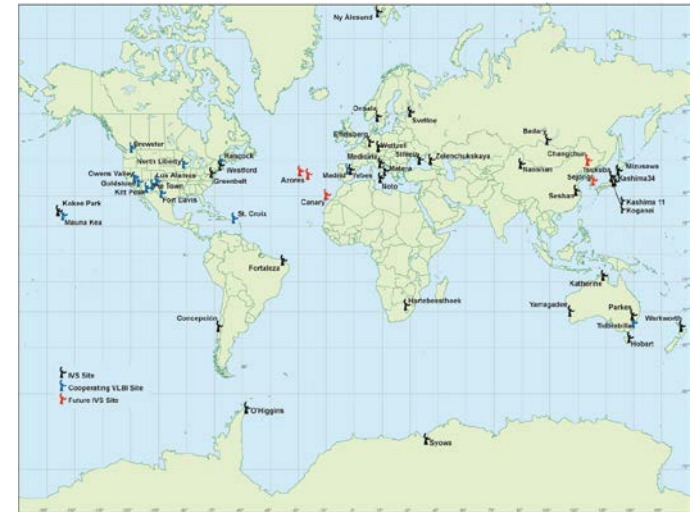 Ny Alesund
Onsala
Svetloe
Effelsberg
Wettzell
Badary
Brewster
Medicina
Simeiz
Zelenchukskaya
Changchun
North Liberty
Hancock
Nanshan
Tsukuba
Mizusawa
Owens Valley
Los Alamos
Westford
Madrid
Yebes
Matera
Kashima34
Goldstone
Greenbelt
Azores
Noto
Sejong
Kitt Peak
Pie Town
Seshan
Fort Davis
Canary
Kashima 11
Kokee Park
Koganei
Mauna Kea
St. Croix
Fortaleza
Katherine
Hartebeesthoek
Yarragadee
Parkes
Warkworth
Concepción
Tidbinbilla
Hobart
IVS Site
Cooperating VLBI Site
Future IVS Site
O'Higgins
Syowa